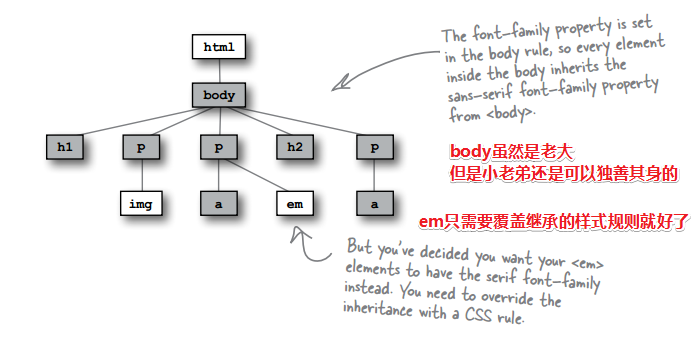 html
The font-family property is set
in the body rule, so every element
inside the body inherits the
sans-serif font-family property
from <body>.
body
h1
p
p
h2
p
body虽然是老大
但是小老弟还是可以独善其身的
img
a
em
a
em只需要覆盖继承的样式规则就好了
But you've decided you want your <em>
elements to have the serif font-family
instead. You need to override the
inheritance with a CSS rule.